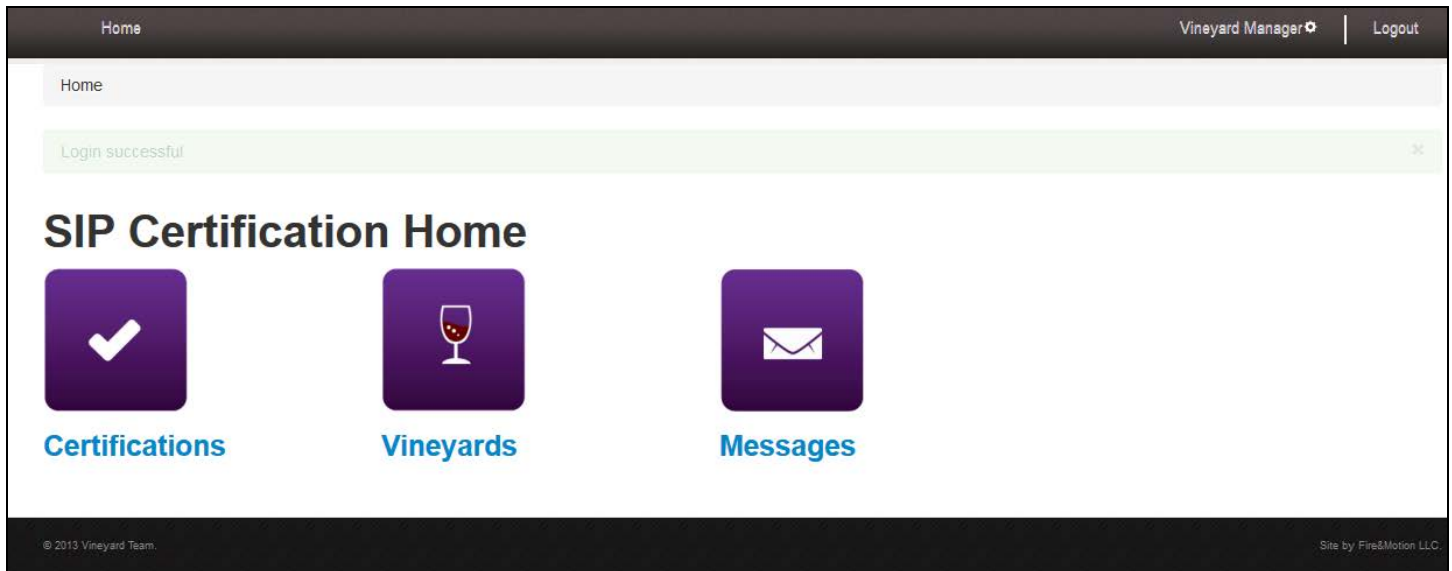 Home Vineyard Manager Logout
Home
Login successful ×
SIP Certification Home
Certifications Vineyards Messages
© 2013 Vineyard Team. Site by Fire&Motion LLC.